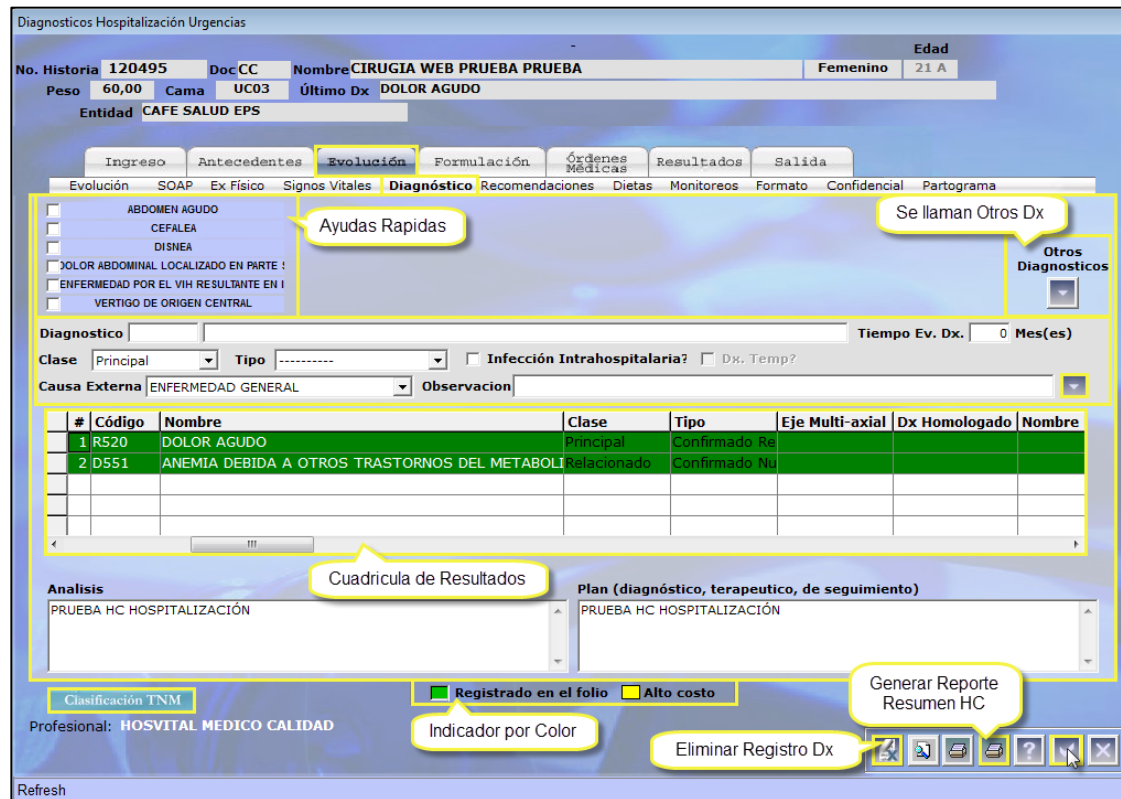 Diagnosticos Hospitalización Urgencias
-
Edad
No. Historia 120495 Doc CC Nombre CIRUGIA WEB PRUEBA PRUEBA Femenino 21 A
Peso 60,00 Cama UC03 Último Dx DOLOR AGUDO
Entidad CAFE SALUD EPS
Ingreso Antecedentes Evolución Formulación Órdenes Médicas Resultados Salida
Evolución SOAP Ex Físico Signos Vitales Diagnóstico Recomendaciones Dietas Monitoreos Formato Confidencial Partograma
ABDOMEN AGUDO
CEFALEA
DISNEA
DOLOR ABDOMINAL LOCALIZADO EN PARTE
ENFERMEDAD POR EL VIH RESULTANTE EN
VERTIGO DE ORIGEN CENTRAL
Ayudas Rapidas
Se llaman Otros Dx
Otros
Diagnosticos
Diagnostico Tiempo Ev. Dx. 0 Mes(es)
Clase Principal Tipo ---------- Infección Intrahospitalaria? Dx. Temp?
Causa Externa ENFERMEDAD GENERAL Observacion
# Código Nombre Clase Tipo Eje Multi-axial Dx Homologado Nombre
1 R520 DOLOR AGUDO Principal Confirmado Re
2 D551 ANEMIA DEBIDA A OTROS TRASTORNOS DEL METABOLI Relacionado Confirmado Nu
Cuadricula de Resultados
Analisis Plan (diagnóstico, terapeutico, de seguimiento)
PRUEBA HC HOSPITALIZACIÓN PRUEBA HC HOSPITALIZACIÓN
Clasificación TNM
Registrado en el folio Alto costo
Generar Reporte
Resumen HC
Profesional: HOSVITAL MEDICO CALIDAD
Indicador por Color
Eliminar Registro Dx
Refresh